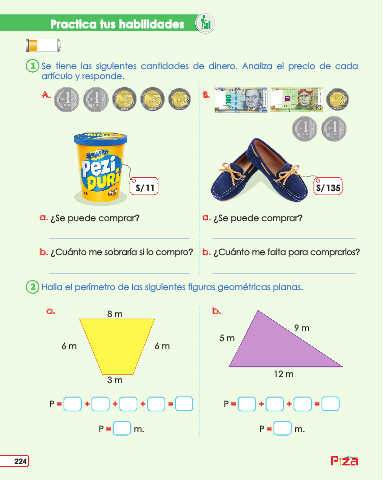 Practica tus habilidades
1 Se tiene las siguientes cantidades de dinero. Analiza el precio de cada
artículo y responde.
A.
B.
pezi
DURI
S/11
S/135
a. ¿Se puede comprar?
a. ¿Se puede comprar?
b. ¿Cuánto me sobraría si lo compro?
b. ¿Cuánto me falta para comprarlos?
2 Halla el perímetro de las siguientes figuras geométricas planas.
a.
8 m
6 m
6 m
3 m
b.
9 m
5 m
12 m
P = + + + =
P = + + =
P = m.
P = m.
224